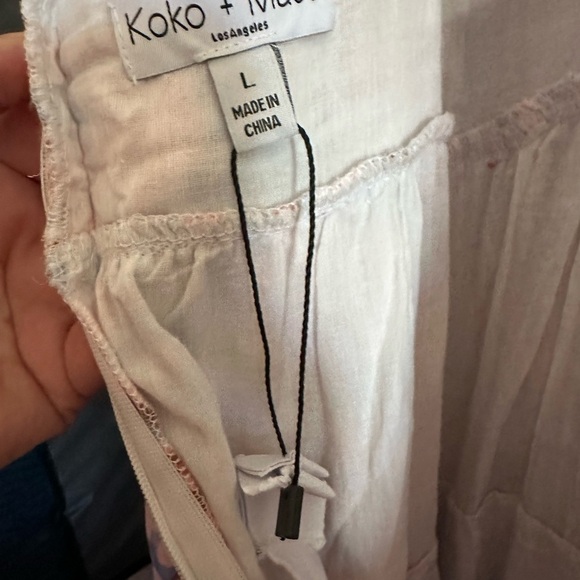 Koko +
Los Angeles
L
MADE IN
CHINA